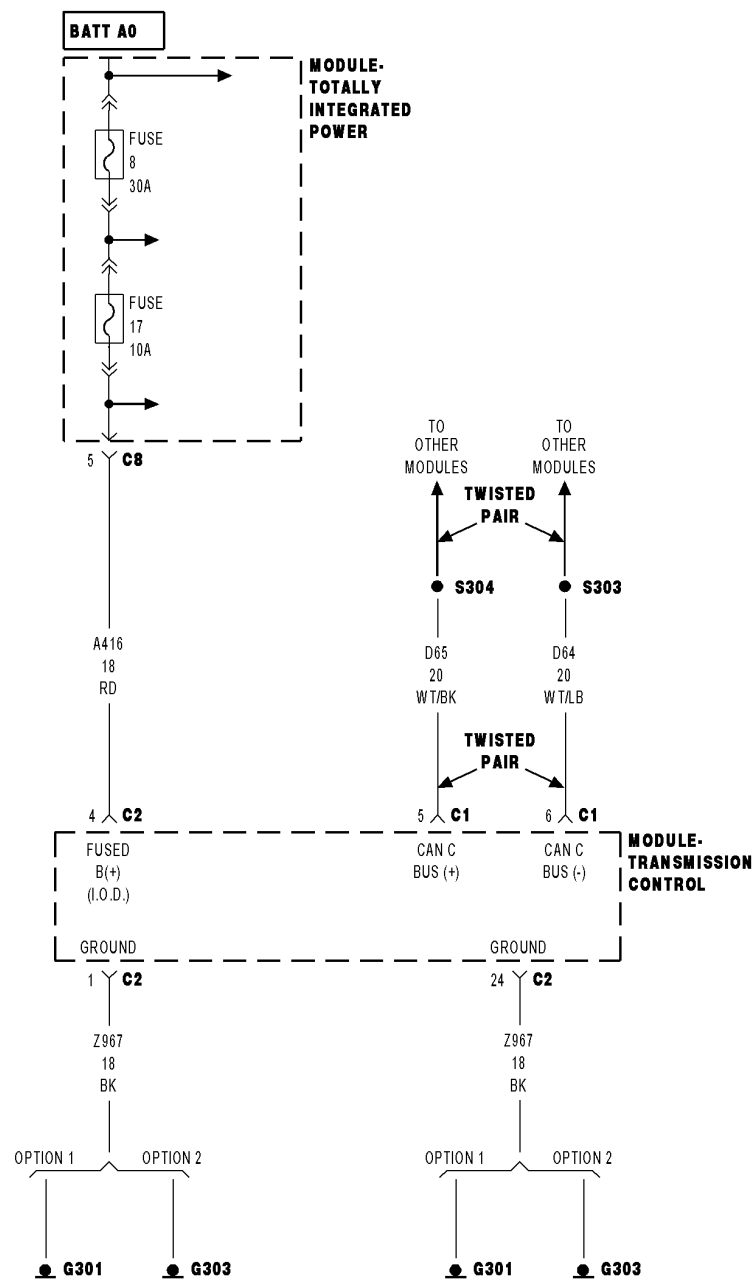 BATT A0
MODULE-
TOTALLY
INTEGRATED
POWER
FUSE
8
30A
FUSE
17
10A
5 C8
TO
OTHER
MODULES
TO
OTHER
MODULES
TWISTED
PAIR
S304
S303
A416
18
RD
D65
20
WT/BK
D64
20
WT/LB
TWISTED
PAIR
4 C2
5 C1
6 C1
FUSED
B(+)
(I.O.D.)
CAN C
BUS (+)
CAN C
BUS (-)
MODULE-
TRANSMISSION
CONTROL
GROUND
GROUND
1 C2
24 C2
Z967
18
BK
Z967
18
BK
OPTION 1
OPTION 2
OPTION 1
OPTION 2
G301
G303
G301
G303